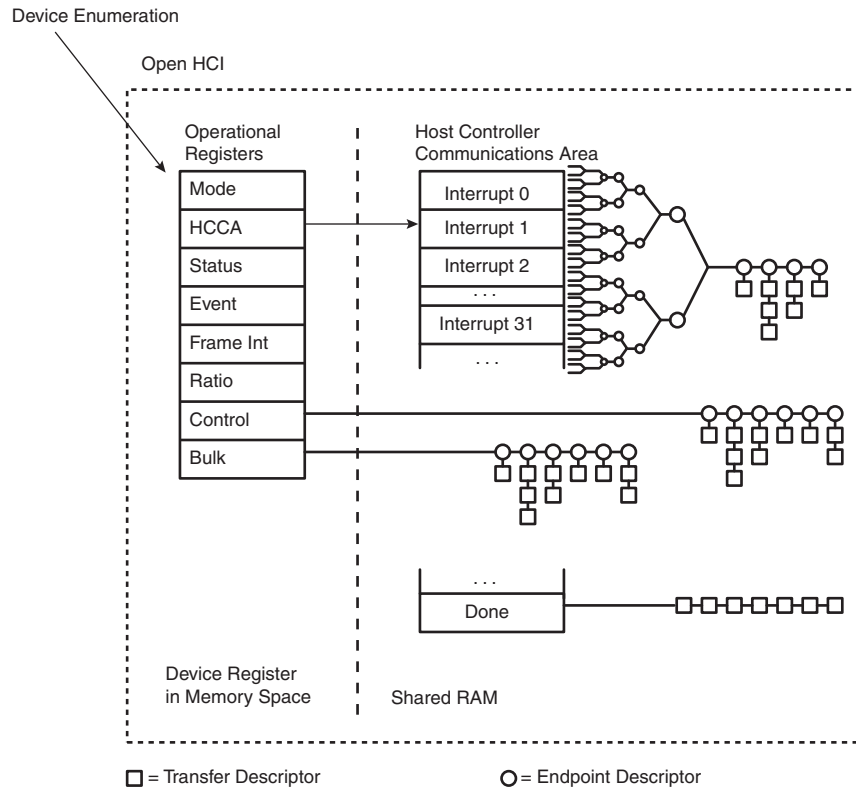 Device Enumeration
Open HCI
Operational
Registers
Mode
HCCA
Status
Event
Frame Int
Ratio
Control
Bulk
Host Controller
Communications Area
Interrupt 0
Interrupt 1
Interrupt 2
. . .
Interrupt 31
. . .
. . .
Done
Device Register
in Memory Space
Shared RAM
= Transfer Descriptor
= Endpoint Descriptor